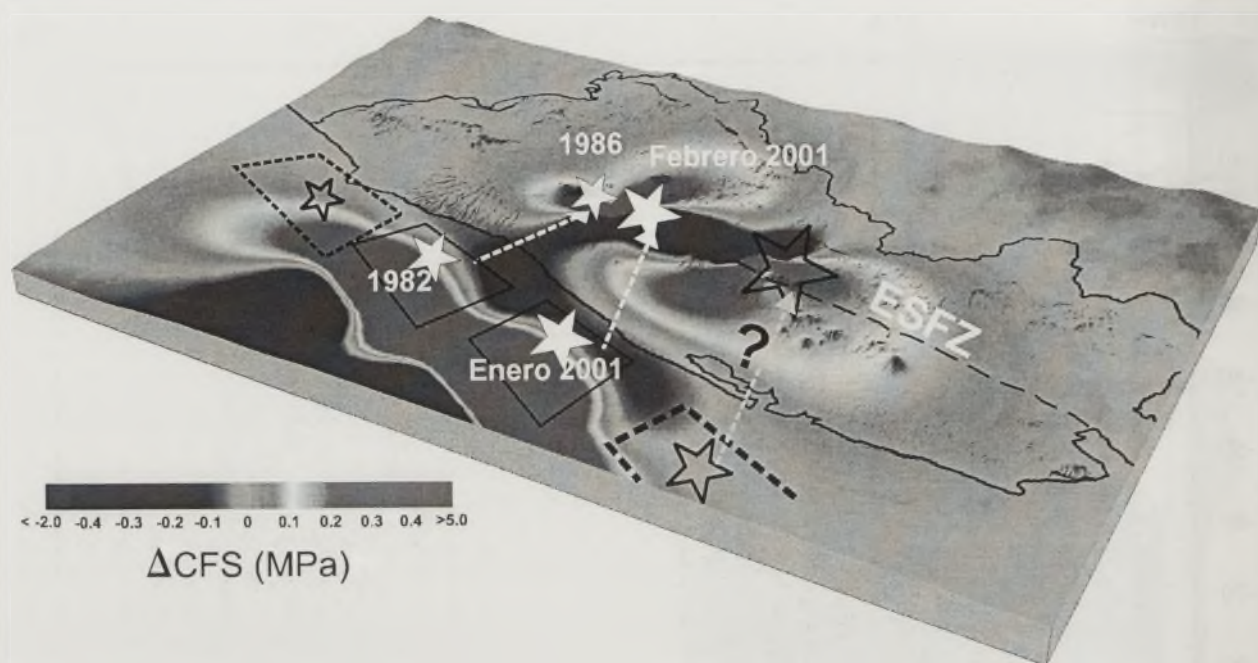 1986
Febrero 2001
1982
Enero 2001
ESFZ
?
< -2.0 -0.4 -0.3 -0.2 -0.1 0 0.1 0.2 0.3 0.4 >5.0
ΔCFS (MPa)